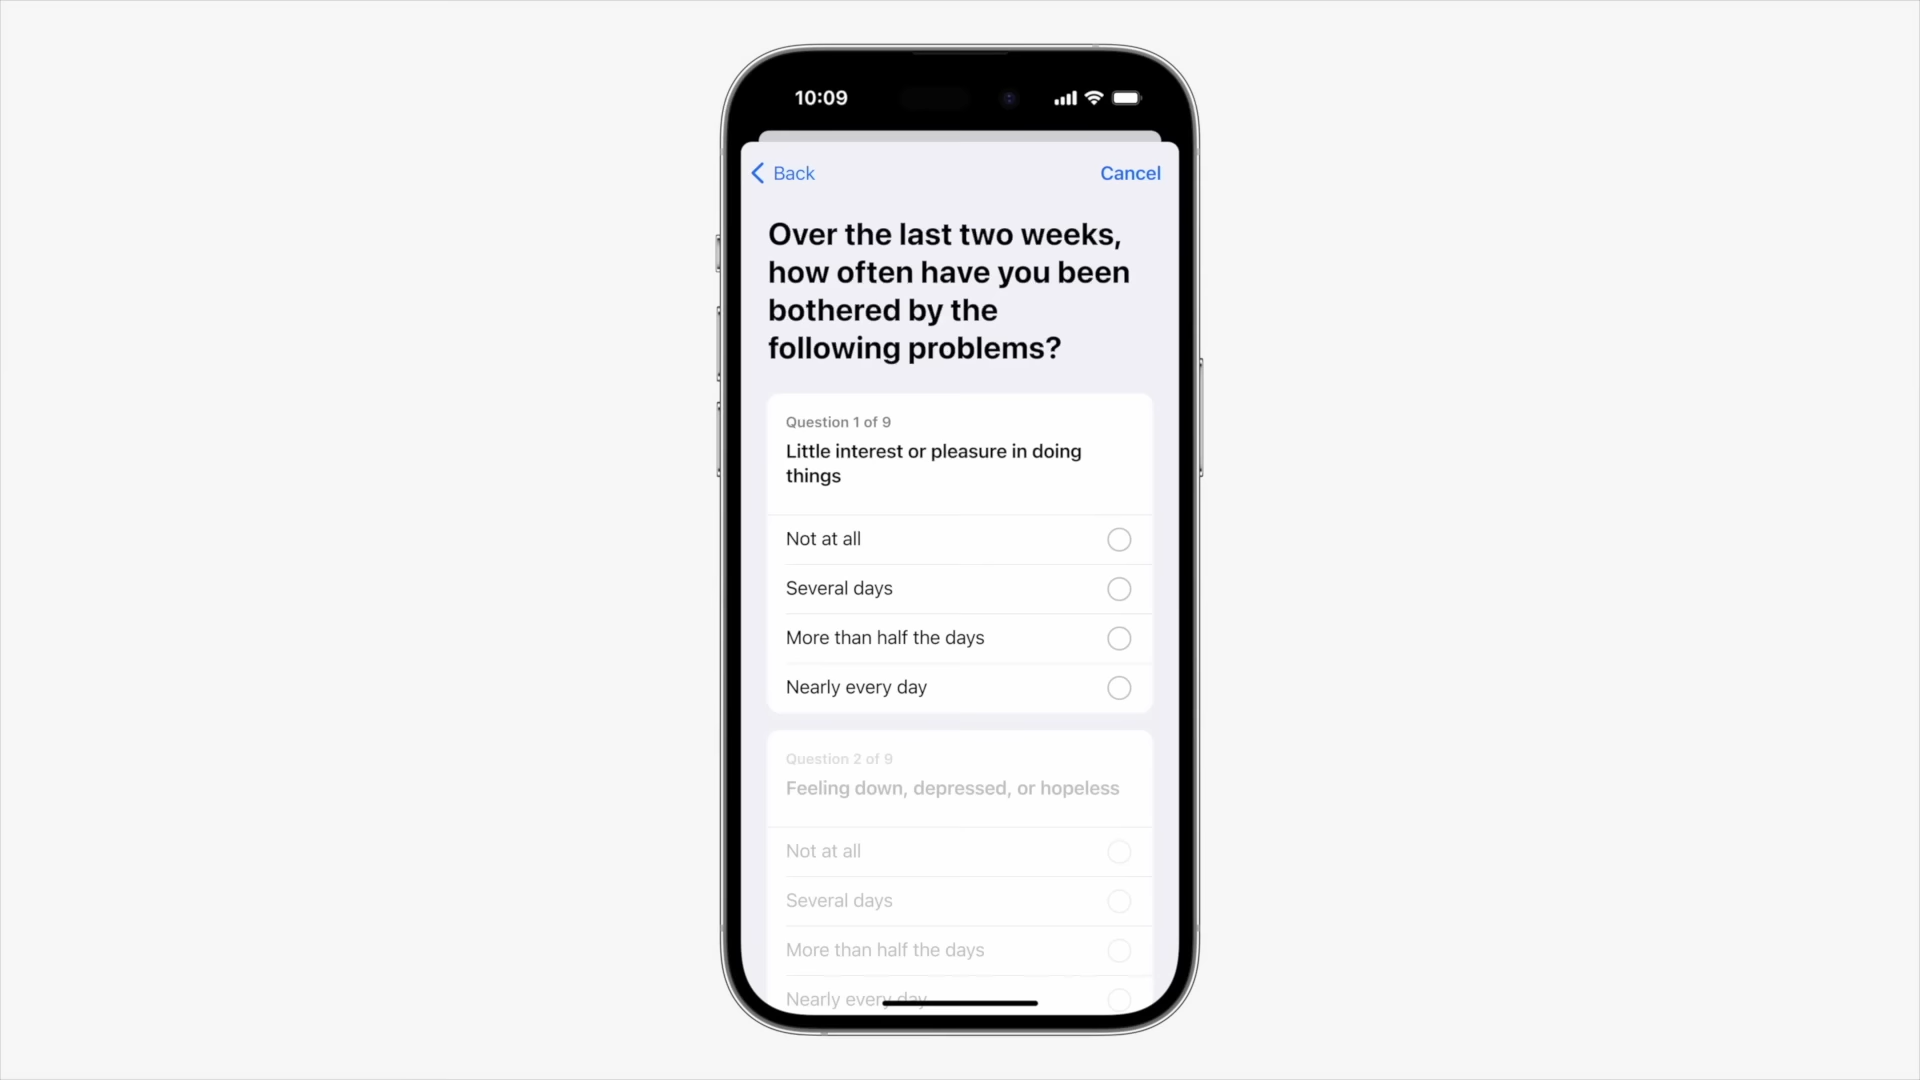 10:09
Back
Cancel
Over the last two weeks,
how often have you been
bothered by the
following problems?
Question 1 of 9
Little interest or pleasure in doing
things
Not at all
Several days
More than half the days
Nearly every day
Question 2 of 9
Feeling down, depressed, or hopeless
Not at all
Several days
More than half the days
Nearly every day